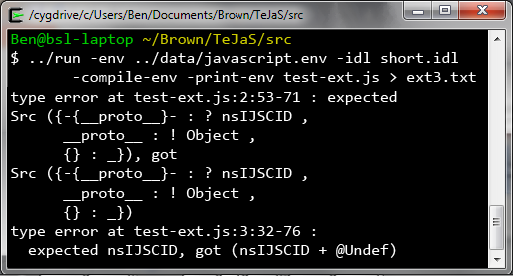 /cygdrive/c/Users/Ben/Documents/Brown/TeJaS/src
Ben@bsl-laptop ~/Brown/TeJaS/src
$ ../run -env ../data/javascript.env -idl short.idl
-compile-env -print-env test-ext.js > ext3.txt
type error at test-ext.js:2:53-71 : expected
Src ({-{__proto__}- : ? nsIJSCID ,
__proto__ : ! Object ,
{} : _}), got
Src ({-{__proto__}- : ? nsIJSCID ,
__proto__ : ! Object ,
{} : _})
type error at test-ext.js:3:32-76 :
expected nsIJSCID, got (nsIJSCID + @Undef)